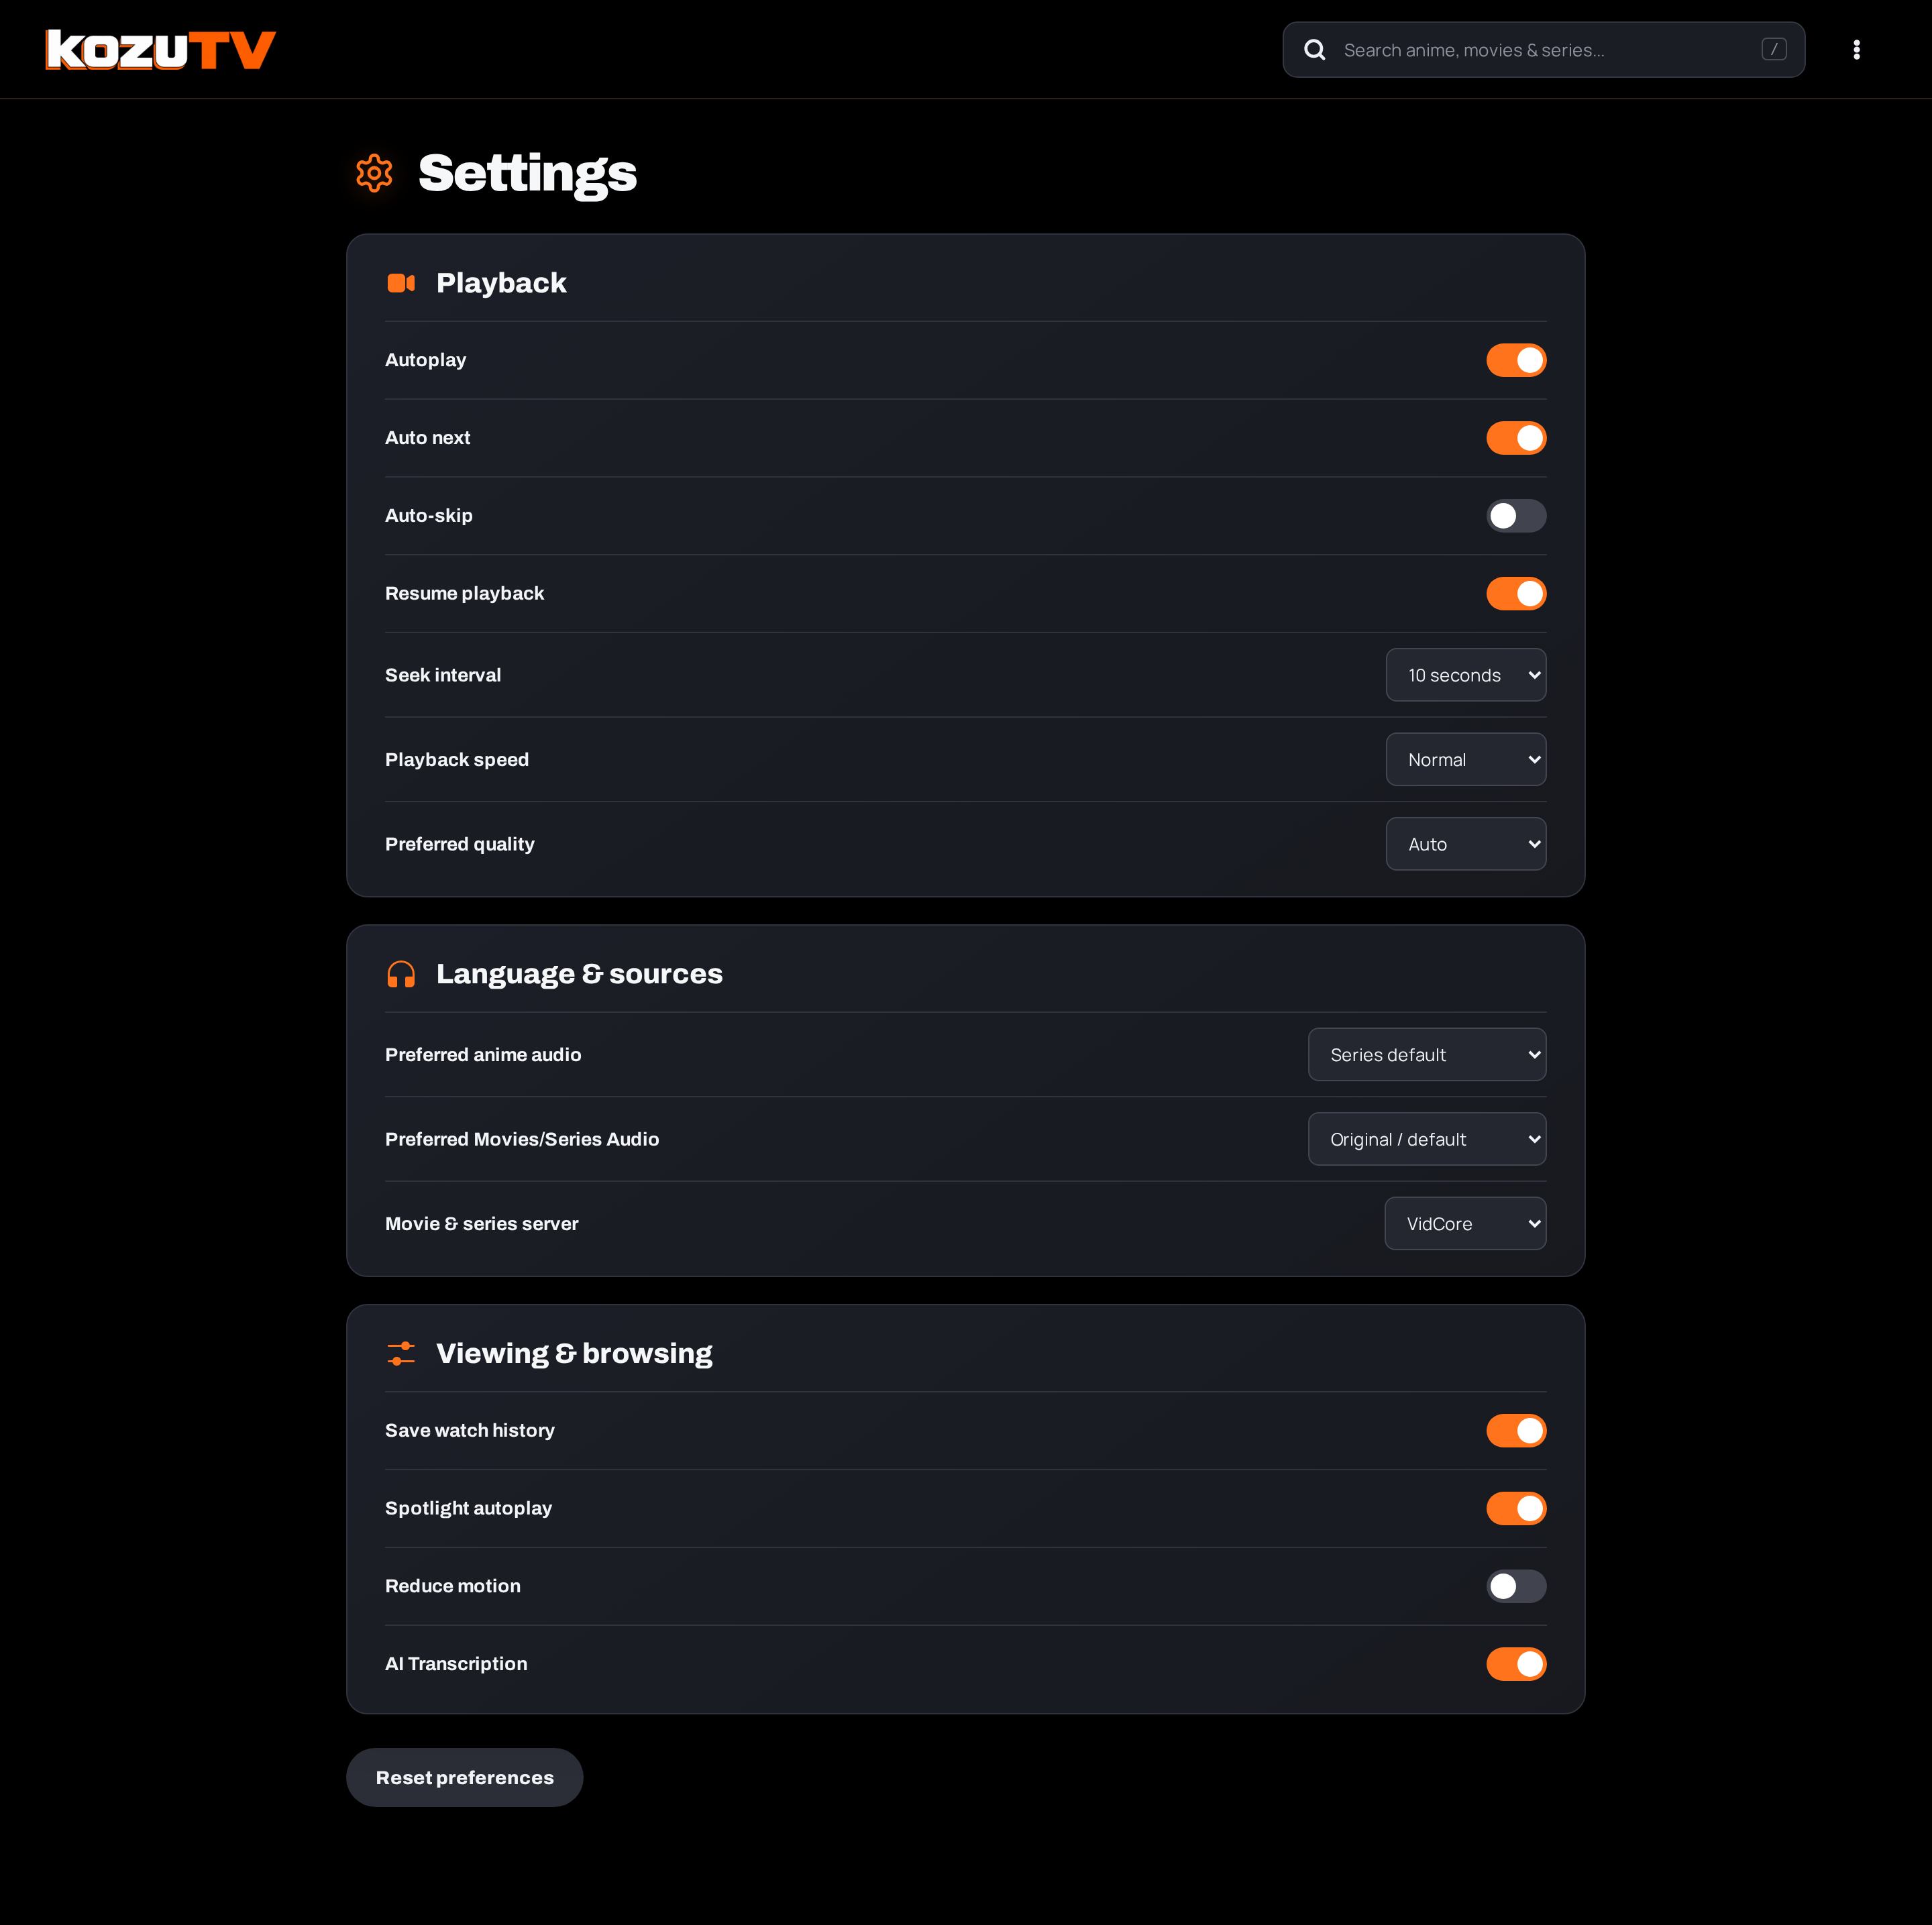 kozuTV
Search anime, movies & series...
/
Settings
Playback
Autoplay
Auto next
Auto-skip
Resume playback
Seek interval
10 seconds
Playback speed
Normal
Preferred quality
Auto
Language & sources
Preferred anime audio
Series default
Preferred Movies/Series Audio
Original / default
Movie & series server
VidCore
Viewing & browsing
Save watch history
Spotlight autoplay
Reduce motion
AI Transcription
Reset preferences